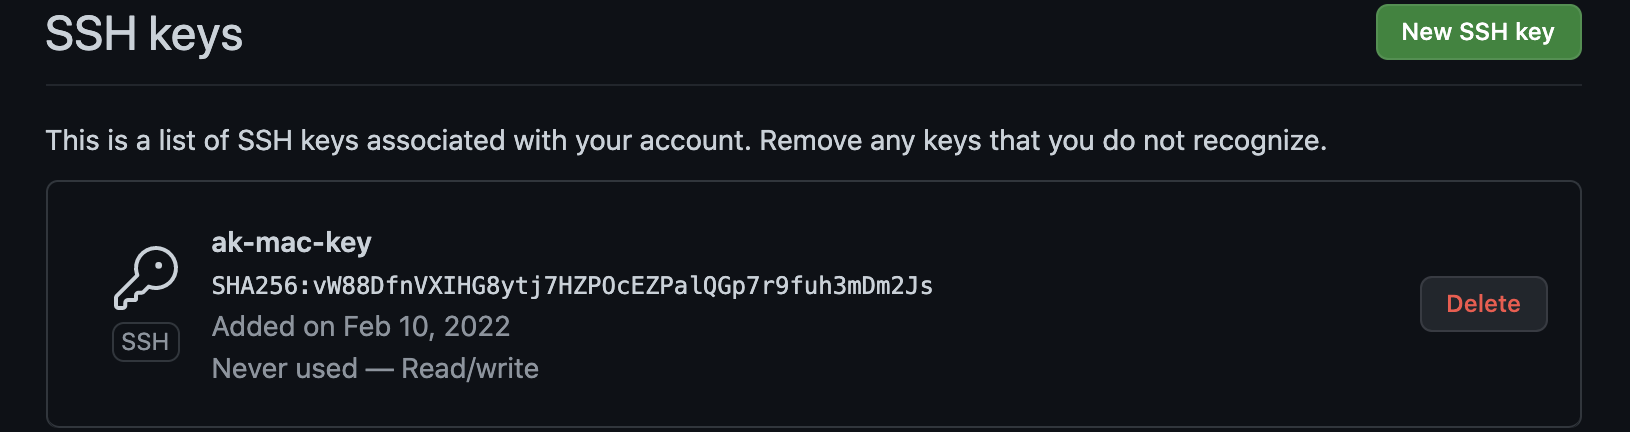 SSH keys
New SSH key
This is a list of SSH keys associated with your account. Remove any keys that you do not recognize.
ak-mac-key
SHA256:vW88DfnVXIHG8ytj7HZPOcEZPalQGp7r9fuh3mDm2Js
Added on Feb 10, 2022
Never used — Read/write
SSH
Delete